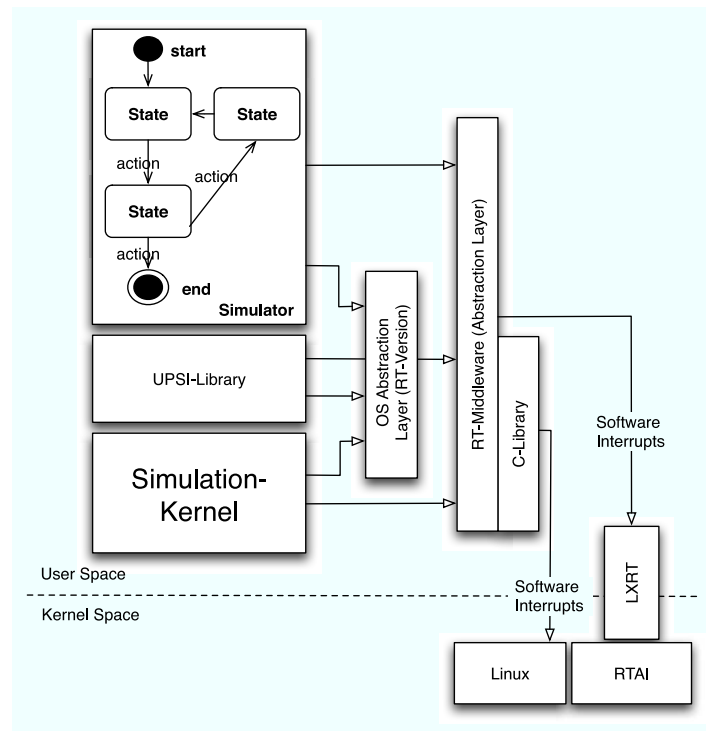 start
State
State
action
action
State
action
end
Simulator
UPSI-Library
Simulation-
Kernel
OS Abstraction
Layer (RT-Version)
RT-Middleware (Abstraction Layer)
C-Library
Software
Interrupts
User Space
Kernel Space
Software
Interrupts
LXRT
Linux
RTAI